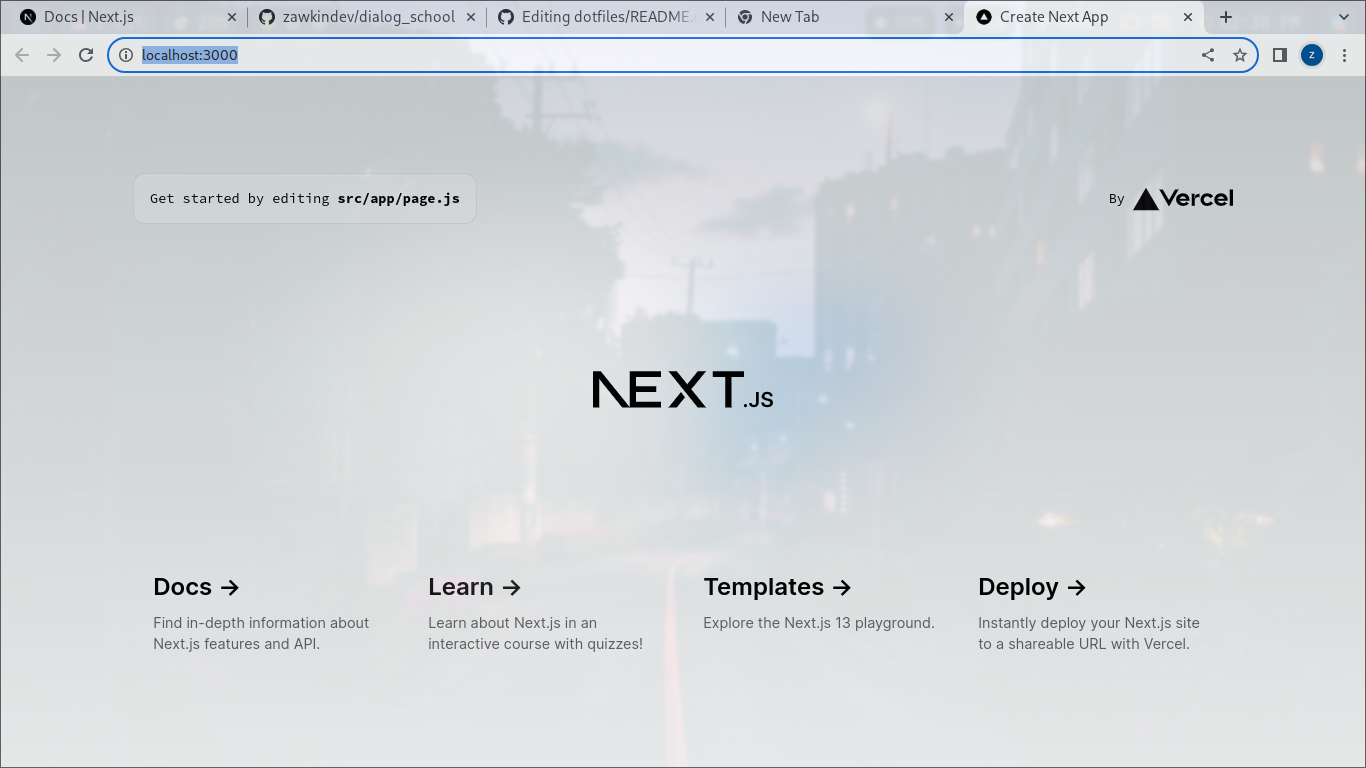 Docs | Next.js
zawkindev/dialog_school
Editing dotfiles/README.
New Tab
Create Next App
localhost:3000
z
Get started by editing src/app/page.js
By Vercel
NEXT.JS
Docs →
Find in-depth information about
Next.js features and API.
Learn →
Learn about Next.js in an
interactive course with quizzes!
Templates →
Explore the Next.js 13 playground.
Deploy →
Instantly deploy your Next.js site
to a shareable URL with Vercel.